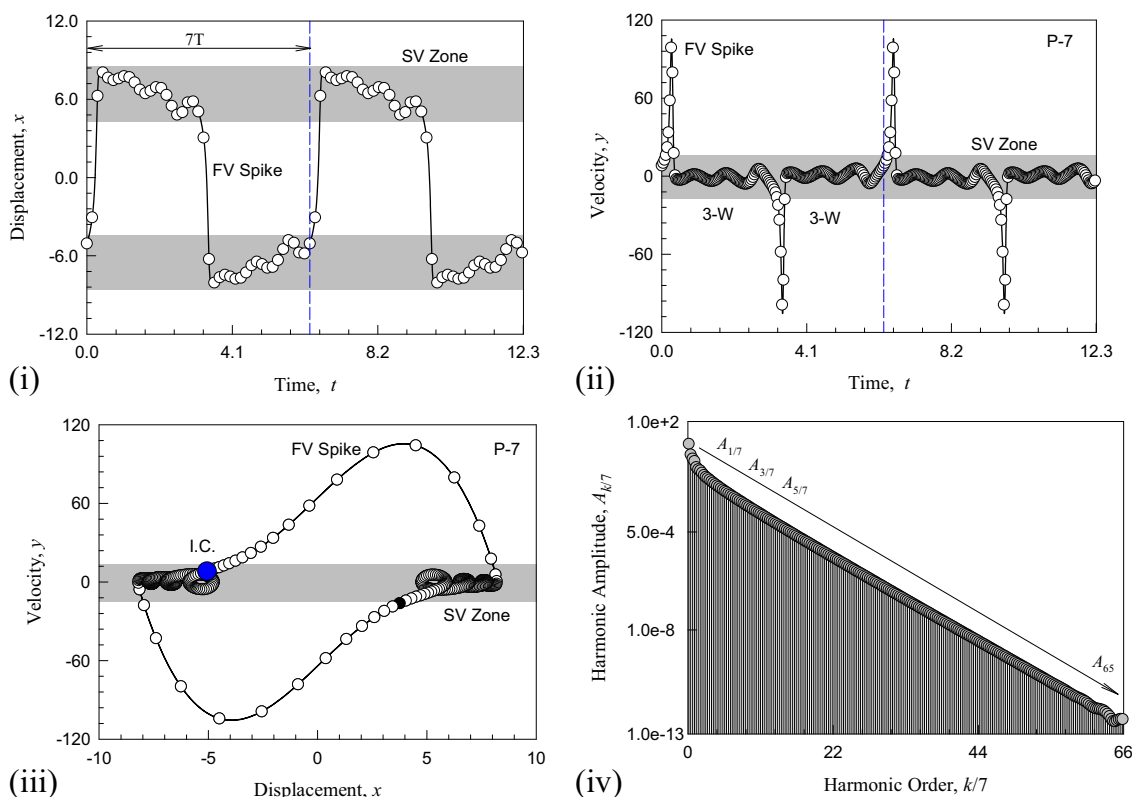 12.0
7T
SV Zone
6.0
0.0
FV Spike
-6.0
-12.0
0.0
4.1
8.2
12.3
Displacement, x
Time, t
(i)
120
FV Spike
P-7
60
SV Zone
0
3-W
3-W
-60
-120
0.0
4.1
8.2
12.3
Velocity, y
Time, t
(ii)
120
FV Spike
P-7
60
I.C.
0
SV Zone
-60
-120
-10
-5
0
5
10
Velocity, y
Displacement, x
(iii)
1.0e+2
A1/7
A3/7
A5/7
5.0e-4
1.0e-8
A65
1.0e-13
0
22
44
66
Harmonic Amplitude, Ak/7
Harmonic Order, k/7
(iv)